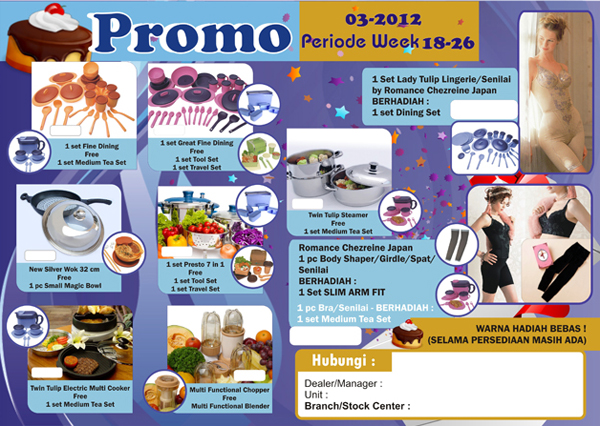 Promo
03-2012
Periode Week 18-26
1 Set Lady Tulip Lingerie/Senilai
by Romance Chezreine Japan
BERHADIAH :
1 set Dining Set
1 set Fine Dining
Free
1 set Medium Tea Set
1 set Great Fine Dining
Free
1 set Tool Set
1 set Travel Set
Twin Tulip Steamer
Free
1 set Medium Tea Set
New Silver Wok 32 cm
Free
1 pc Small Magic Bowl
1 set Presto 7 in 1
Free
1 set Tool Set
1 set Travel Set
Romance Chezreine Japan
1 pc Body Shaper/Girdle/Spat/
Senilai
BERHADIAH :
1 Set SLIM ARM FIT
1 pc Bra/Senilai - BERHADIAH :
1 set Medium Tea Set
Twin Tulip Electric Multi Cooker
Free
1 set Medium Tea Set
Multi Functional Chopper
Free
Multi Functional Blender
WARNA HADIAH BEBAS !
(SELAMA PERSEDIAAN MASIH ADA)
Hubungi :
Dealer/Manager :
Unit :
Branch/Stock Center :